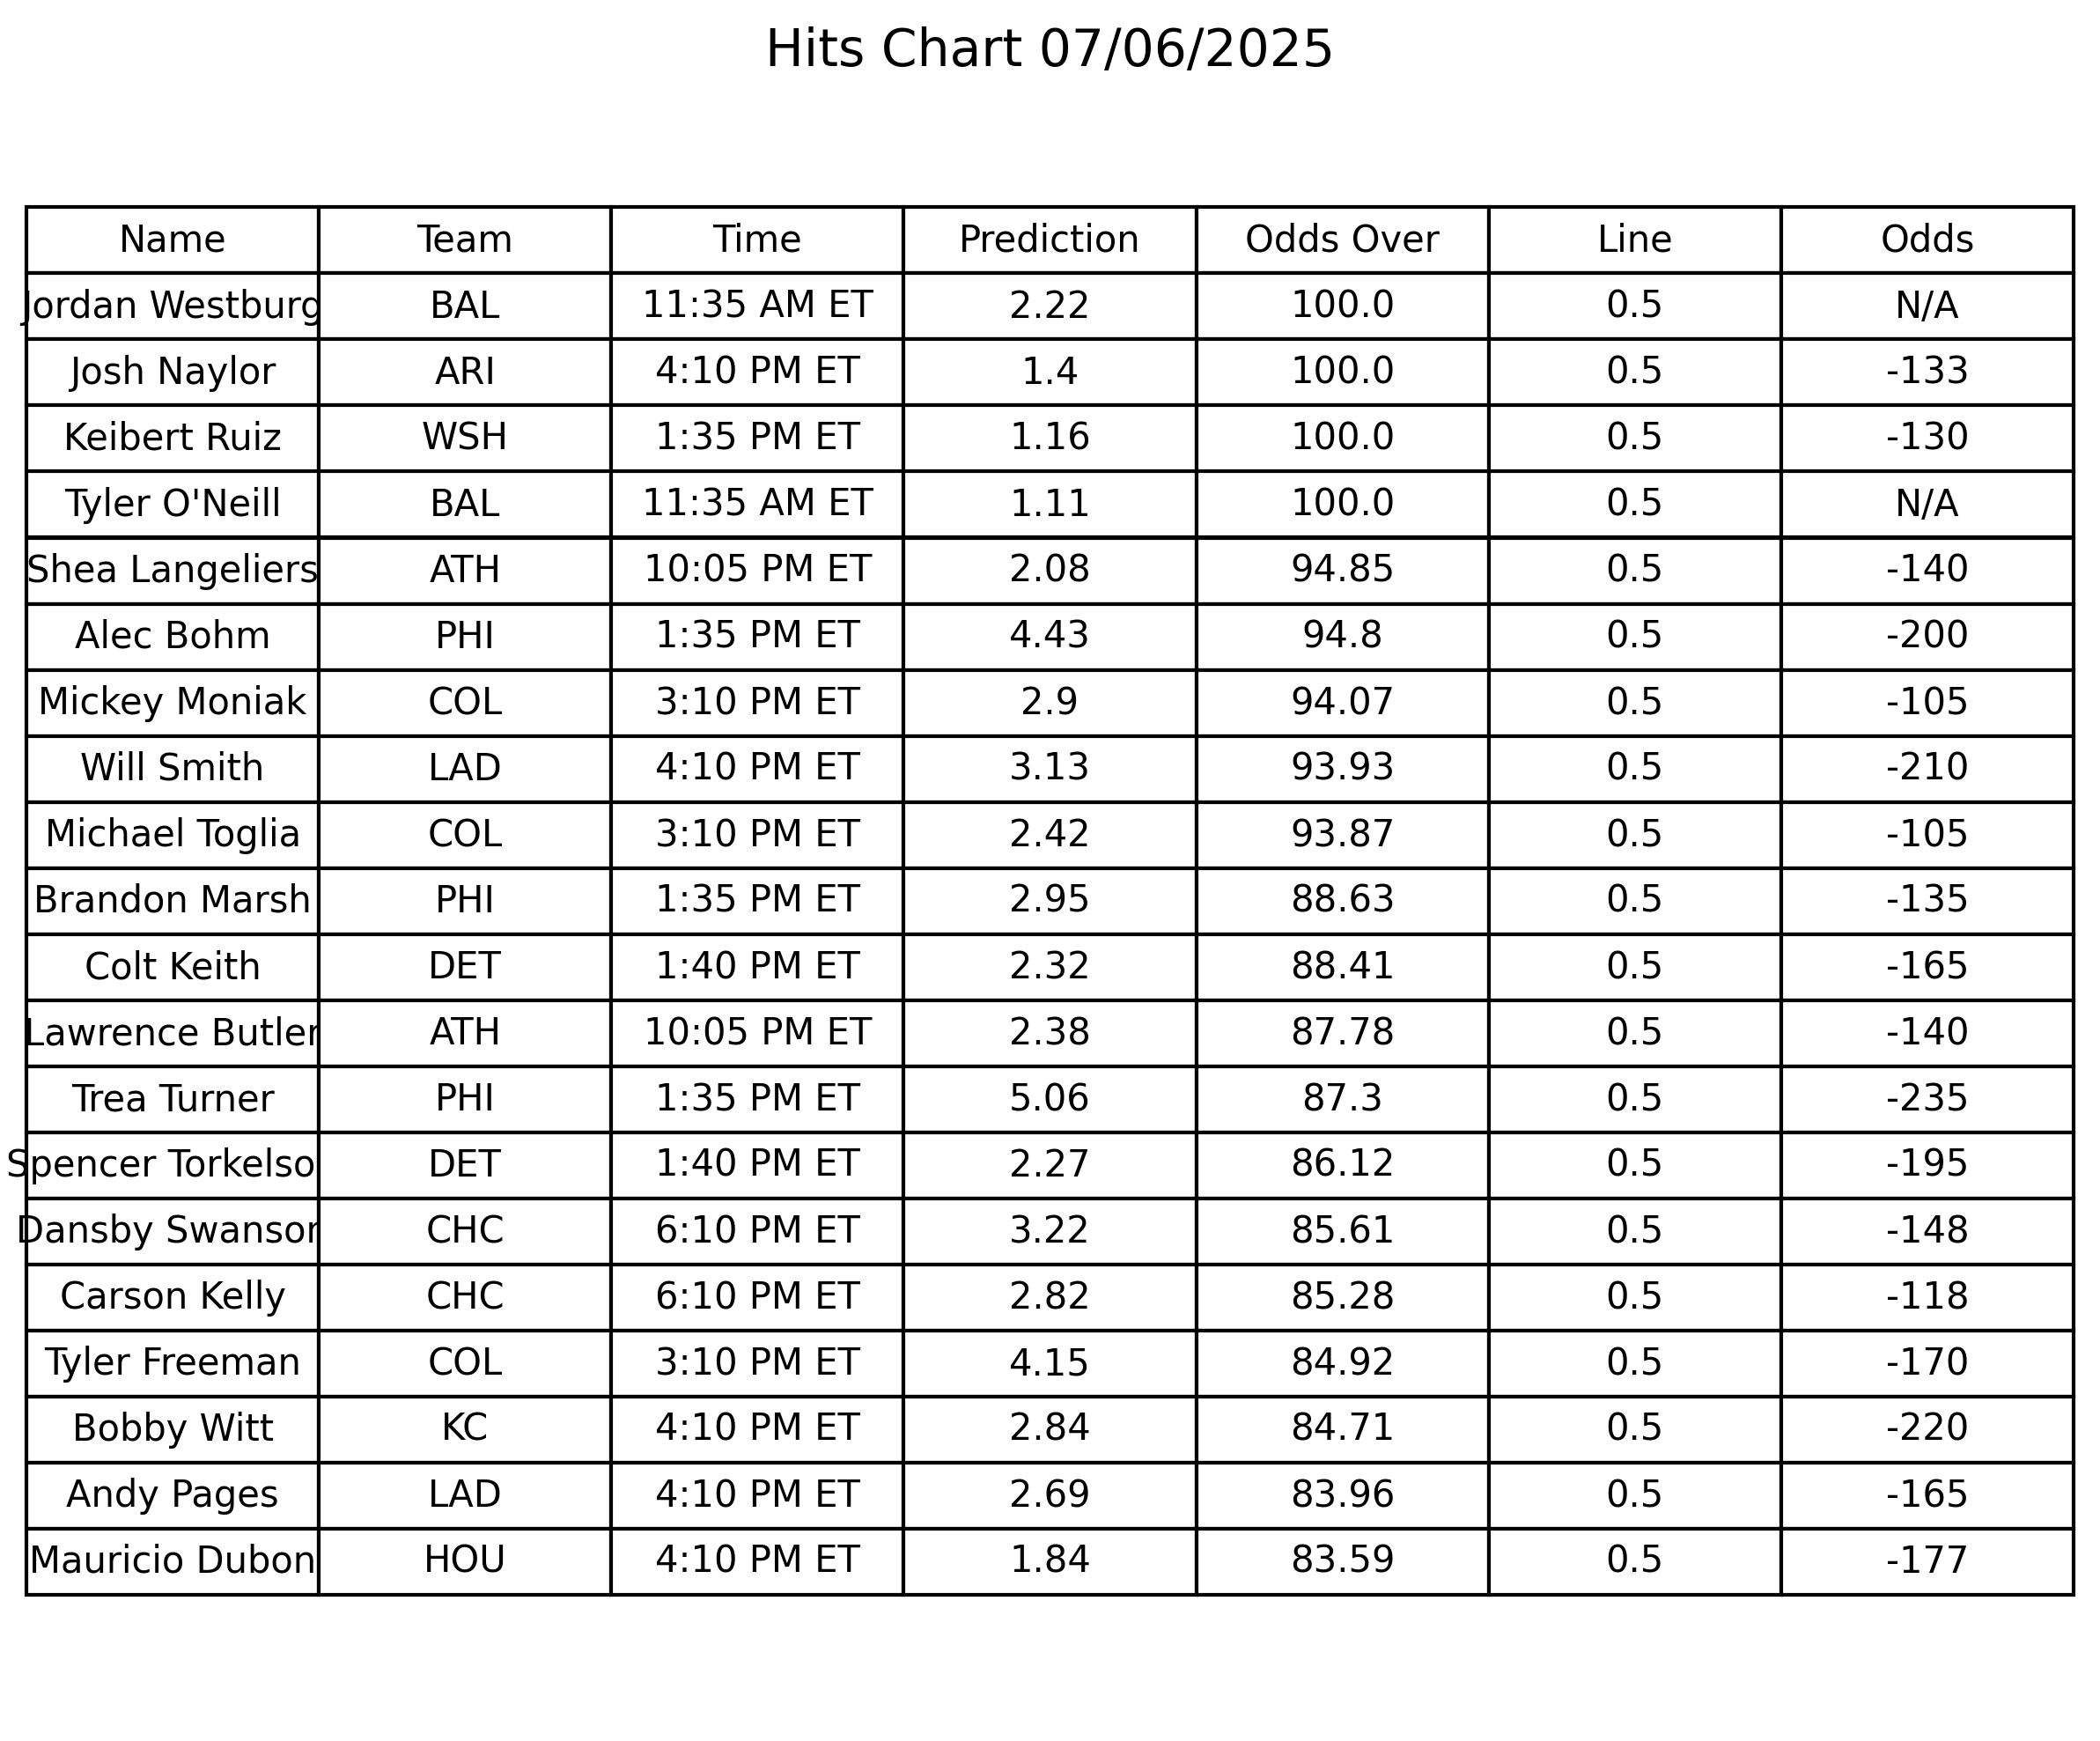 Hits Chart 07/06/2025
Name Team Time Prediction Odds Over Line Odds
Jordan Westburg BAL 11:35 AM ET 2.22 100.0 0.5 N/A
Josh Naylor ARI 4:10 PM ET 1.4 100.0 0.5 -133
Keibert Ruiz WSH 1:35 PM ET 1.16 100.0 0.5 -130
Tyler O'Neill BAL 11:35 AM ET 1.11 100.0 0.5 N/A
Shea Langeliers ATH 10:05 PM ET 2.08 94.85 0.5 -140
Alec Bohm PHI 1:35 PM ET 4.43 94.8 0.5 -200
Mickey Moniak COL 3:10 PM ET 2.9 94.07 0.5 -105
Will Smith LAD 4:10 PM ET 3.13 93.93 0.5 -210
Michael Toglia COL 3:10 PM ET 2.42 93.87 0.5 -105
Brandon Marsh PHI 1:35 PM ET 2.95 88.63 0.5 -135
Colt Keith DET 1:40 PM ET 2.32 88.41 0.5 -165
Lawrence Butler ATH 10:05 PM ET 2.38 87.78 0.5 -140
Trea Turner PHI 1:35 PM ET 5.06 87.3 0.5 -235
Spencer Torkelso DET 1:40 PM ET 2.27 86.12 0.5 -195
Dansby Swanson CHC 6:10 PM ET 3.22 85.61 0.5 -148
Carson Kelly CHC 6:10 PM ET 2.82 85.28 0.5 -118
Tyler Freeman COL 3:10 PM ET 4.15 84.92 0.5 -170
Bobby Witt KC 4:10 PM ET 2.84 84.71 0.5 -220
Andy Pages LAD 4:10 PM ET 2.69 83.96 0.5 -165
Mauricio Dubon HOU 4:10 PM ET 1.84 83.59 0.5 -177